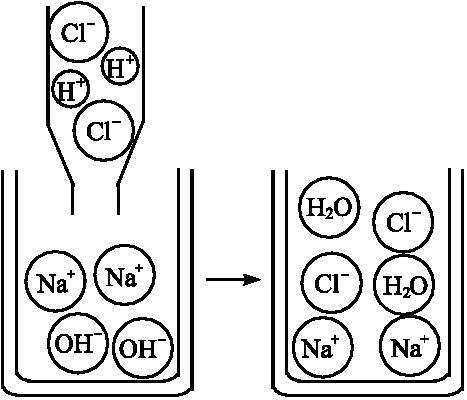 Cl⁻
H⁺
H⁺
Cl⁻
Na⁺ Na⁺
OH⁻ OH⁻
H₂O Cl⁻
Cl⁻ H₂O
Na⁺ Na⁺